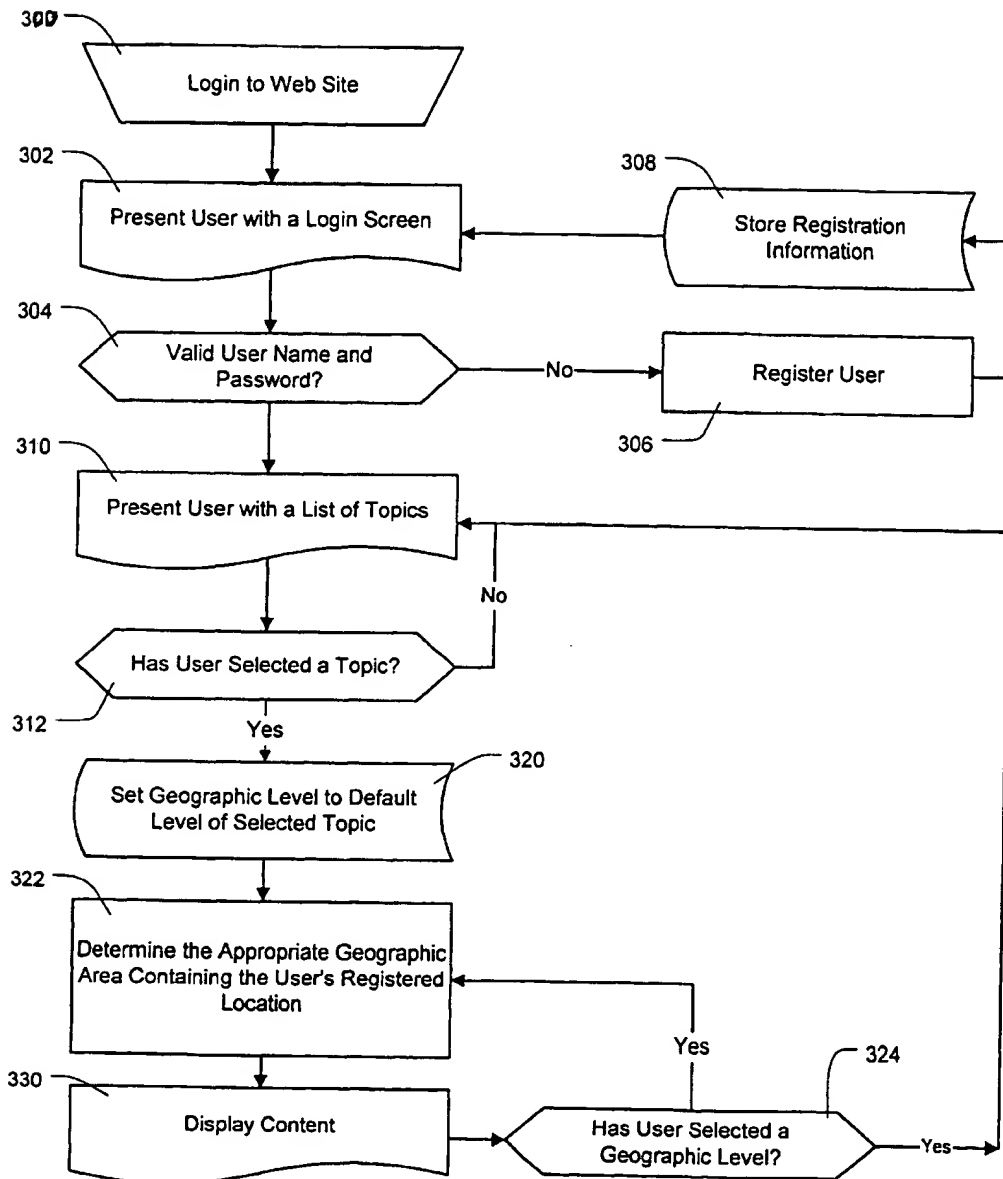 300
Login to Web Site
302
Present User with a Login Screen
308
Store Registration
Information
304
Valid User Name and
Password?
No
Register User
306
310
Present User with a List of Topics
No
Has User Selected a Topic?
312
Yes
320
Set Geographic Level to Default
Level of Selected Topic
322
Determine the Appropriate Geographic
Area Containing the User's Registered
Location
Yes
324
330
Display Content
Has User Selected a
Geographic Level?
Yes